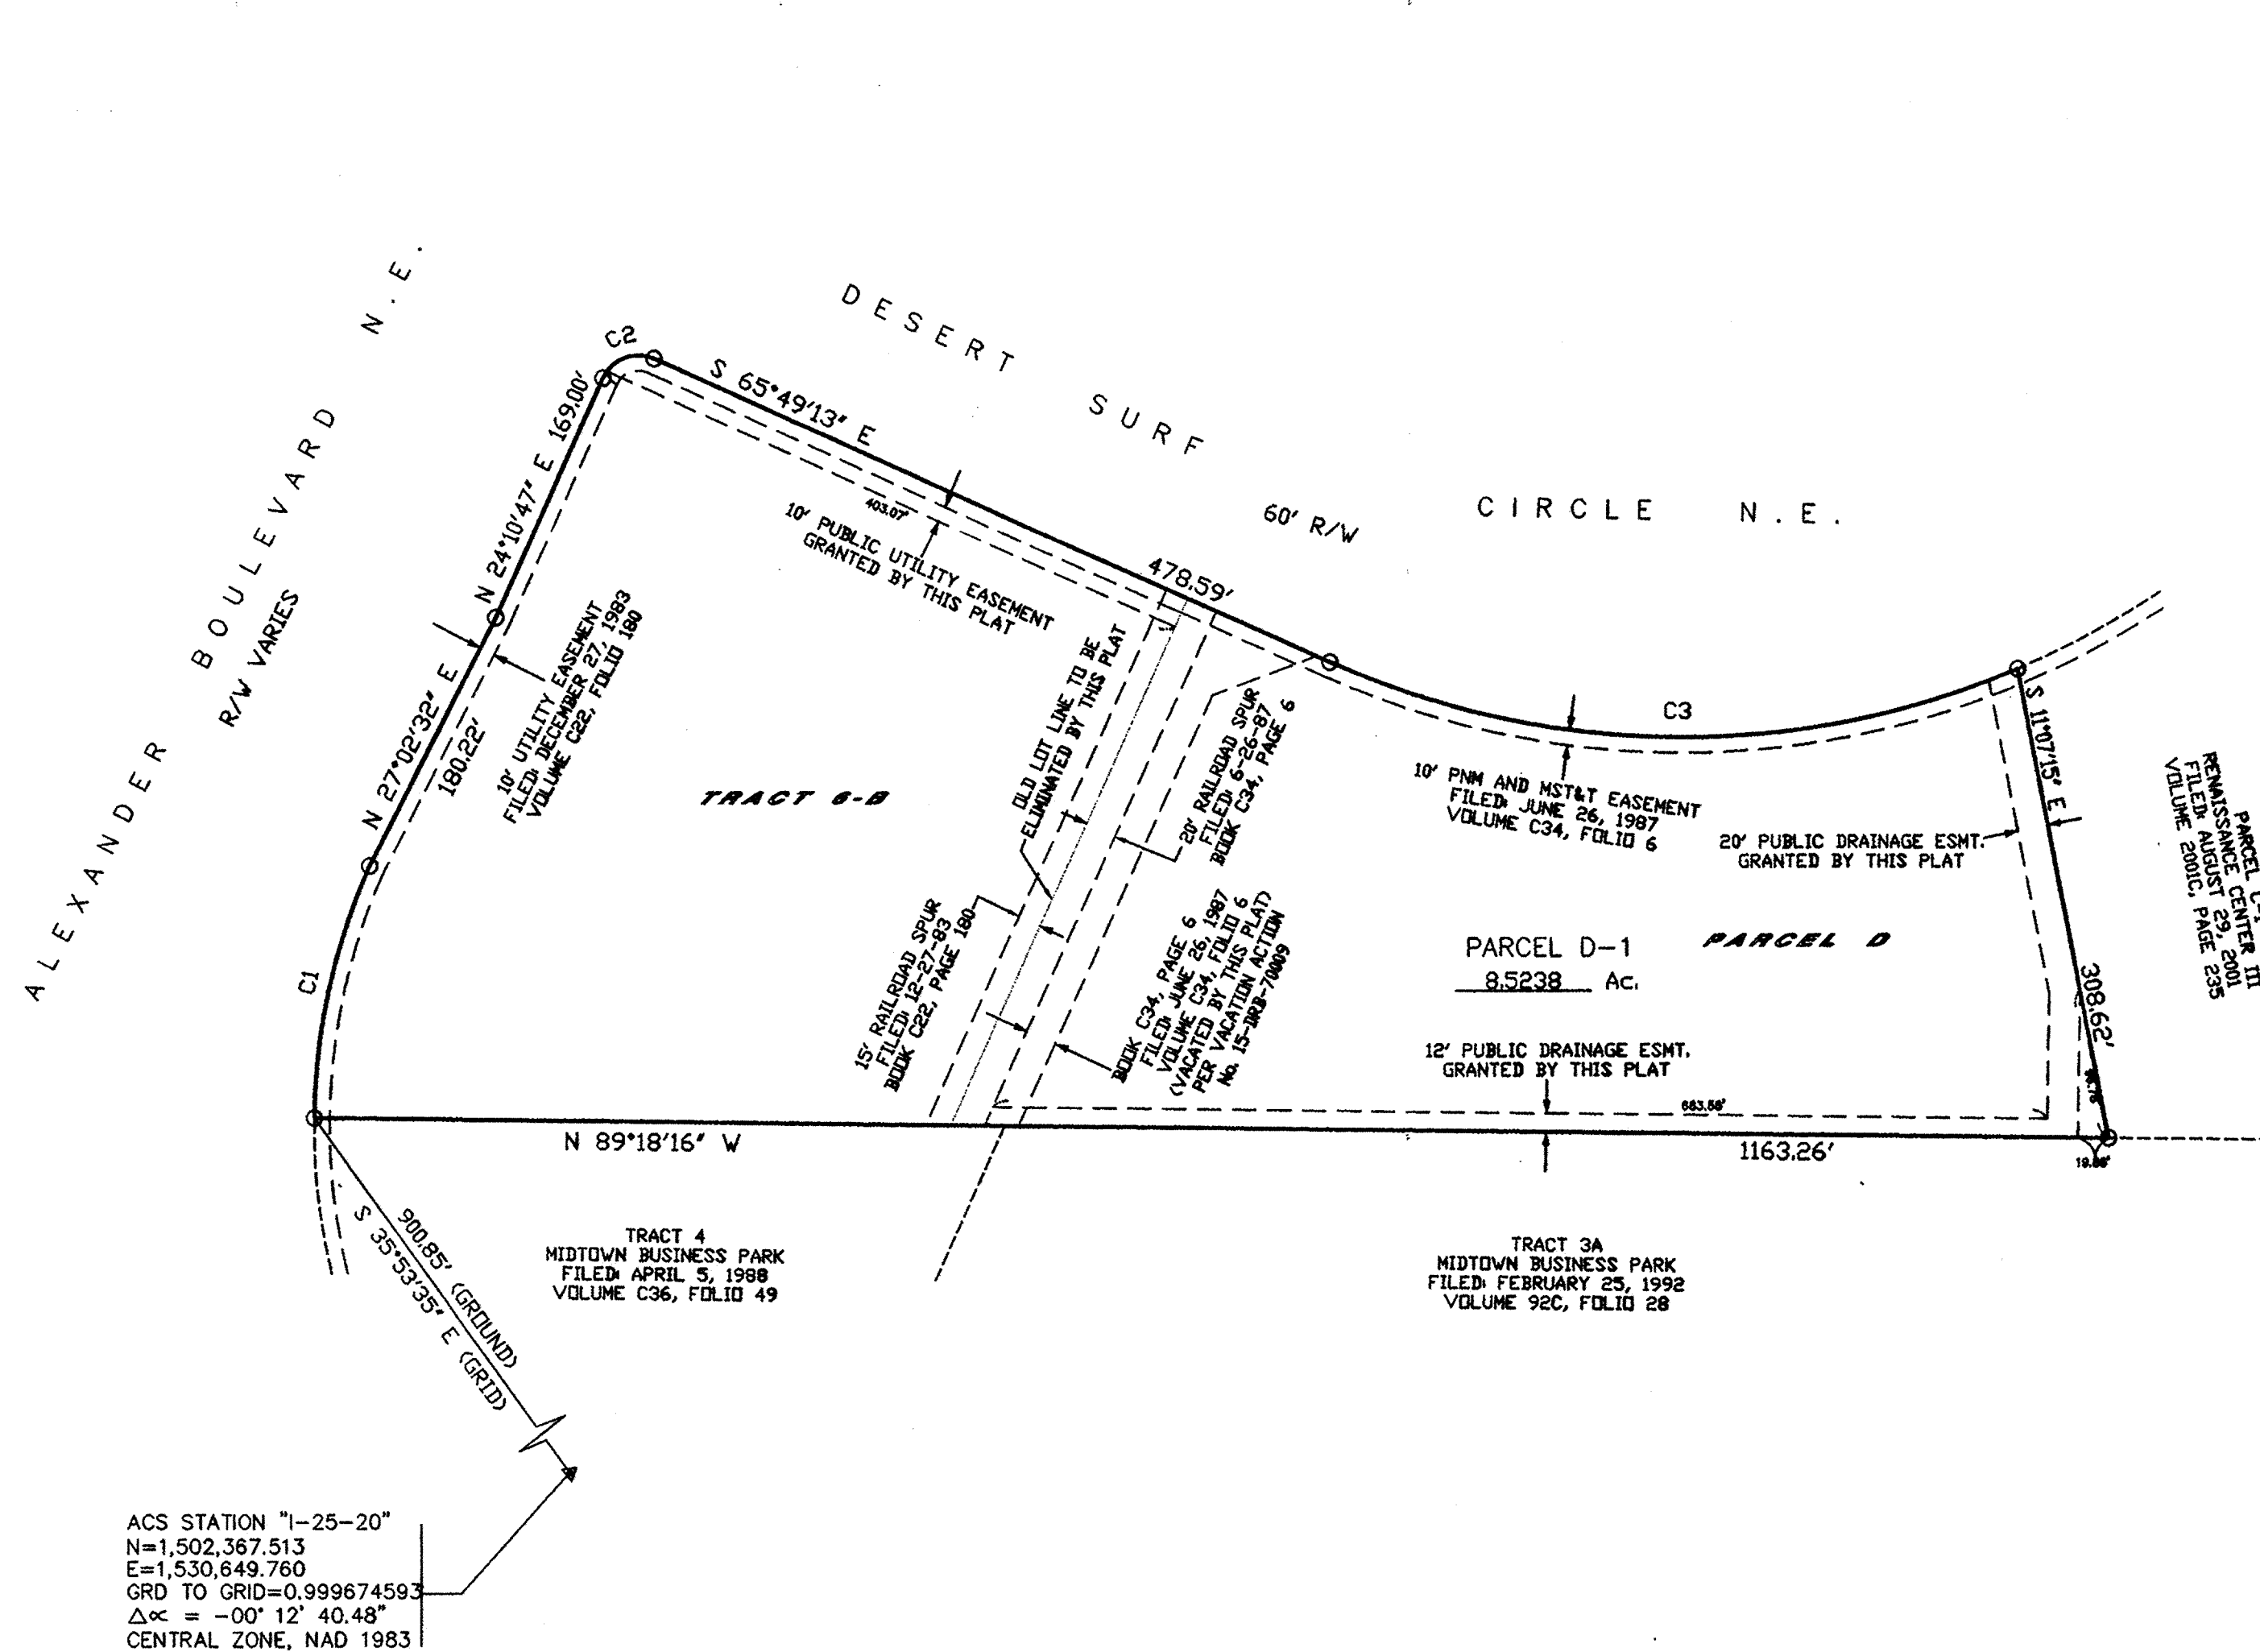 ALEXANDER BOULEVARD N.E.
R/W VARIES
DESERT SURF CIRCLE N.E.
60' R/W
C2
S 65°49'13" E
478.59'
N 24°10'47" E 169.00'
N 27°02'32" E
180.22'
C1
C3
403.07'
10' PUBLIC UTILITY EASEMENT
GRANTED BY THIS PLAT
10' UTILITY EASEMENT
FILED: DECEMBER 27, 1983
VOLUME C22, FOLIO 180
TRACT 6-B
OLD LOT LINE TO BE
ELIMINATED BY THIS PLAT
20' RAILROAD SPUR
FILED: 6-26-87
BOOK C34, PAGE 6
15' RAILROAD SPUR
FILED: 12-27-83
BOOK C22, PAGE 180
BOOK C34, PAGE 6
FILED: JUNE 26, 1987
VOLUME C34, FOLIO 6
(VACATED BY THIS PLAT)
PER VACATION ACTION
No. 15-DRB-70009
10' PNM AND MST&T EASEMENT
FILED: JUNE 26, 1987
VOLUME C34, FOLIO 6
20' PUBLIC DRAINAGE ESMT.
GRANTED BY THIS PLAT
S 11°07'15" E
308.62'
PARCEL
RENAISSANCE CENTER III
FILED: AUGUST 29, 2001
VOLUME 2001C, PAGE 235
PARCEL D-1
8.5238 Ac.
PARCEL D
12' PUBLIC DRAINAGE ESMT.
GRANTED BY THIS PLAT
683.58'
N 89°18'16" W
1163.26'
900.85' (GROUND)
S 35°53'35" E (GRID)
TRACT 4
MIDTOWN BUSINESS PARK
FILED: APRIL 5, 1988
VOLUME C36, FOLIO 49
TRACT 3A
MIDTOWN BUSINESS PARK
FILED: FEBRUARY 25, 1992
VOLUME 92C, FOLIO 28
ACS STATION "I-25-20"
N=1,502,367.513
E=1,530,649.760
GRD TO GRID=0.999674593
Δ∝ = -00° 12' 40.48"
CENTRAL ZONE, NAD 1983